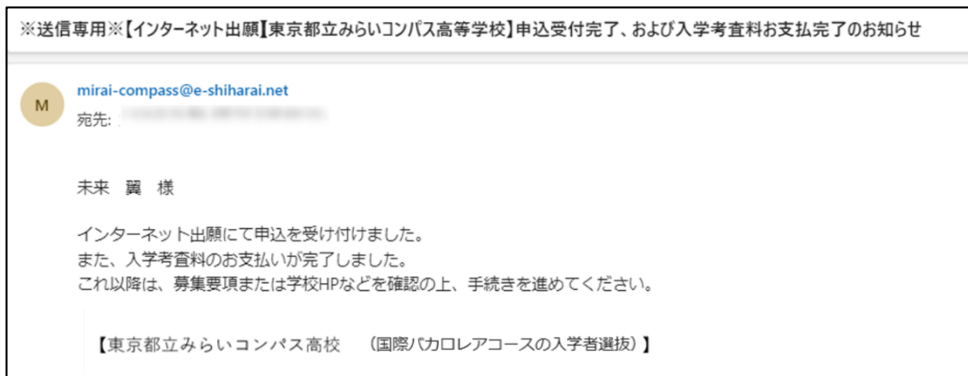 ※送信専用※【インターネット出願【東京都立みらいコンパス高等学校】申込受付完了、および入学考査料お支払完了のお知らせ
M
mirai-compass@e-shiharai.net
宛先:
未来　翼　様
インターネット出願にて申込を受け付けました。
また、入学考査料のお支払いが完了しました。
これ以降は、募集要項または学校HPなどを確認の上、手続きを進めてください。
【東京都立みらいコンパス高校　（国際バカロレアコースの入学者選抜）】